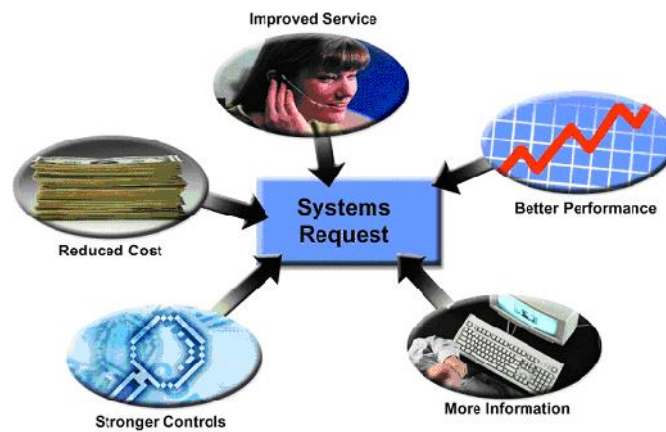 Improved Service
Systems
Request
Better Performance
Reduced Cost
Stronger Controls
More Information